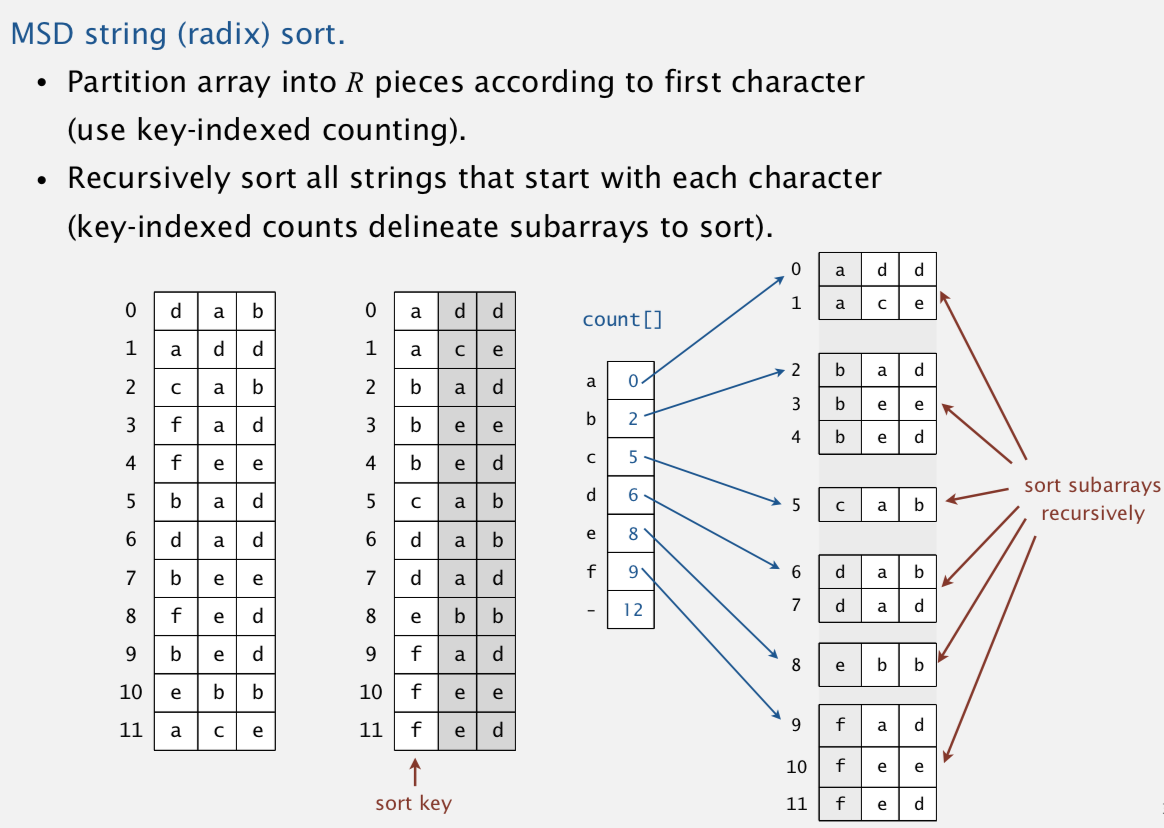 MSD string (radix) sort.
• Partition array into R pieces according to first character
(use key-indexed counting).
• Recursively sort all strings that start with each character
(key-indexed counts delineate subarrays to sort).
0 d a b
1 a d d
2 c a b
3 f a d
4 f e e
5 b a d
6 d a d
7 b e e
8 f e d
9 b e d
10 e b b
11 a c e
0 a d d
1 a c e
2 b a d
3 b e e
4 b e d
5 c a b
6 d a b
7 d a d
8 e b b
9 f a d
10 f e e
11 f e d
sort key
count[]
a 0
b 2
c 5
d 6
e 8
f 9
- 12
0 a d d
1 a c e
2 b a d
3 b e e
4 b e d
5 c a b
6 d a b
7 d a d
8 e b b
9 f a d
10 f e e
11 f e d
sort subarrays
recursively